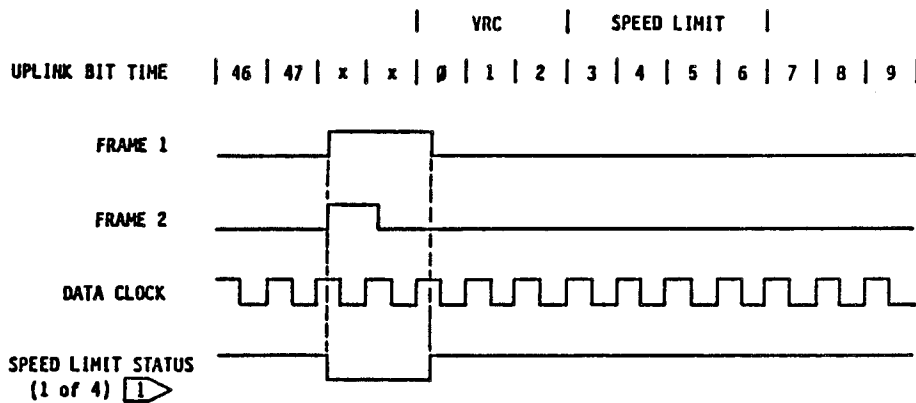 | VRC | SPEED LIMIT |
UPLINK BIT TIME | 46 | 47 | x | x | Ø | 1 | 2 | 3 | 4 | 5 | 6 | 7 | 8 | 9 |
FRAME 1
FRAME 2
DATA CLOCK
SPEED LIMIT STATUS
(1 of 4) 1